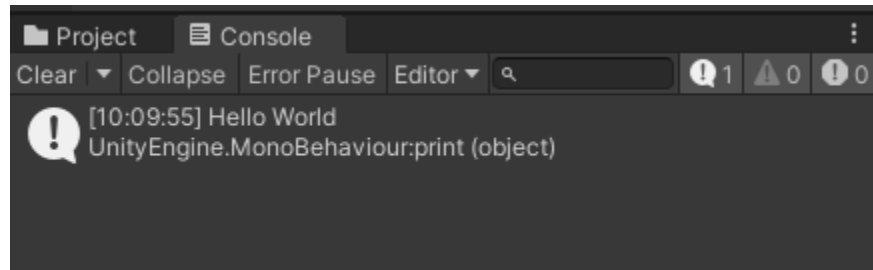 Project Console
Clear Collapse Error Pause Editor 1 0 0
[10:09:55] Hello World
UnityEngine.MonoBehaviour:print (object)